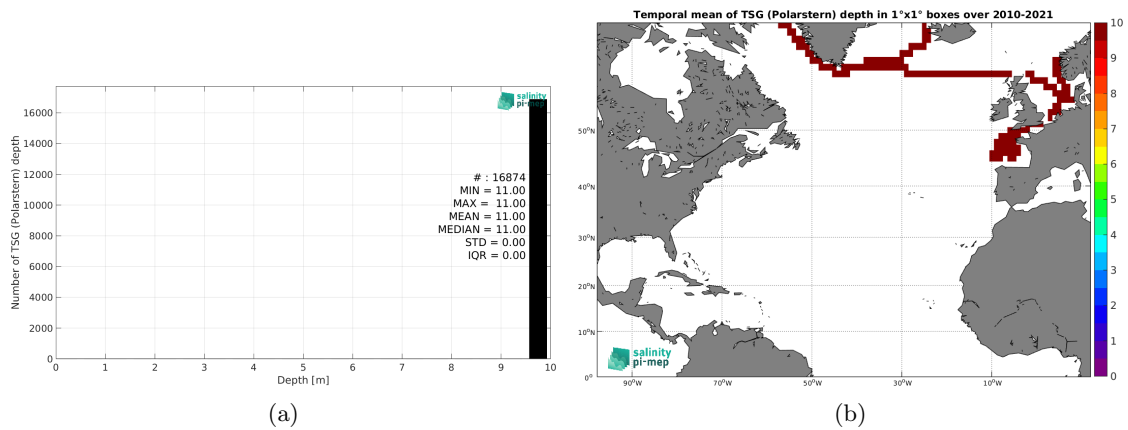 salinity
pi-mep
16000
14000
12000
10000
8000
6000
4000
2000
0
Number of TSG (Polarstern) depth
# : 16874
MIN = 11.00
MAX = 11.00
MEAN = 11.00
MEDIAN = 11.00
STD = 0.00
IQR = 0.00
0 1 2 3 4 5 6 7 8 9 10
Depth [m]
(a)
Temporal mean of TSG (Polarstern) depth in 1°x1° boxes over 2010-2021
50°N
40°N
30°N
20°N
10°N
0°
90°W 70°W 50°W 30°W 10°W
salinity
pi-mep
10
9
8
7
6
5
4
3
2
1
0
(b)